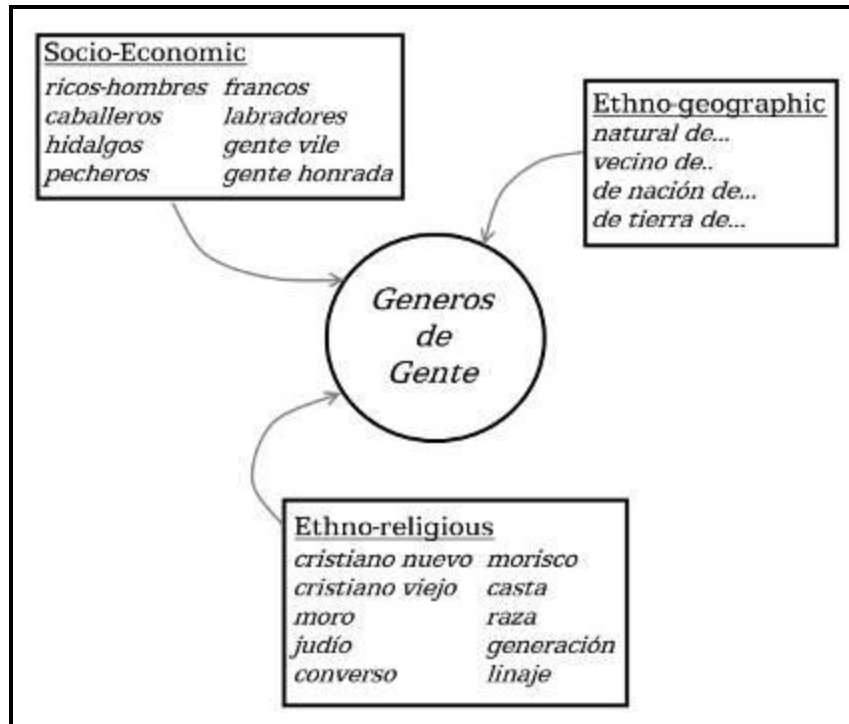 Socio-Economic
ricos-hombres francos
caballeros labradores
hidalgos gente vile
pecheros gente honrada
Ethno-geographic
natural de...
vecino de..
de nación de...
de tierra de...
Generos
de
Gente
Ethno-religious
cristiano nuevo morisco
cristiano viejo casta
moro raza
judío generación
converso linaje